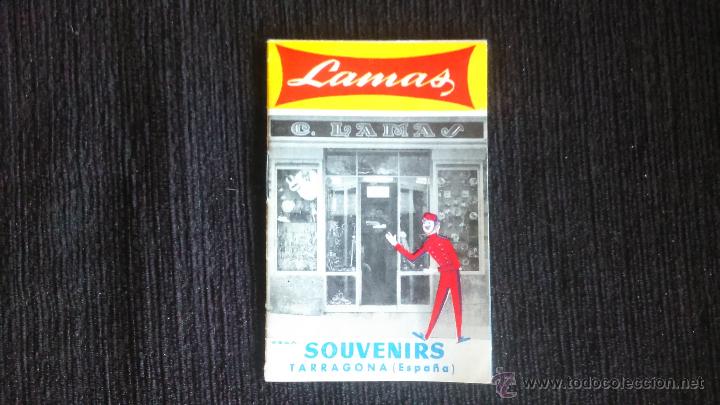 Lamas
C. LAMAS
SOUVENIRS
TARRAGONA (España)
© www.todocoleccion.net